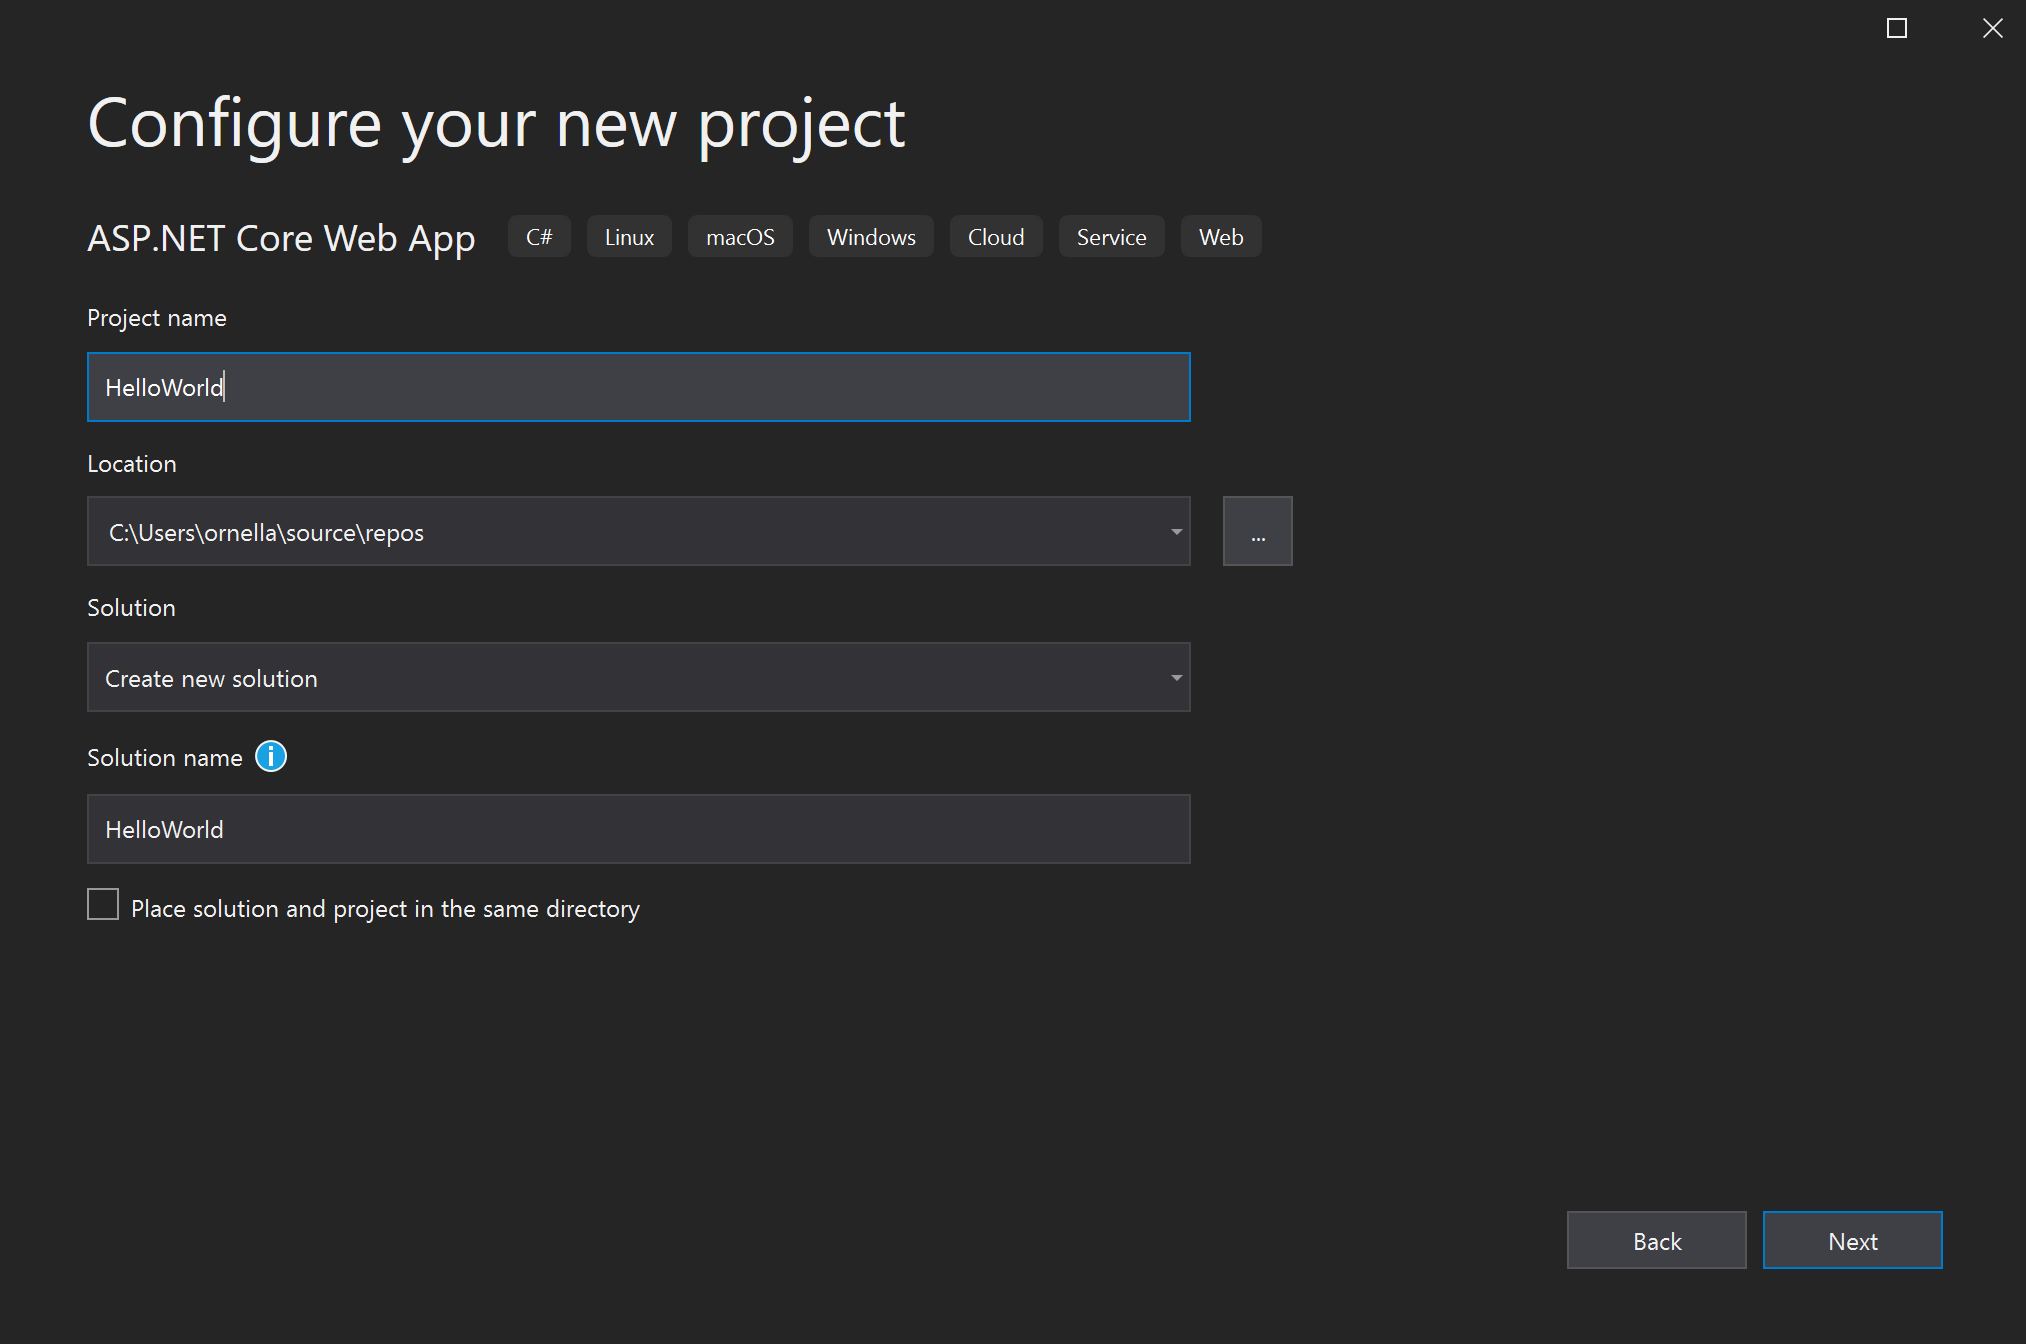 Configure your new project
ASP.NET Core Web App C# Linux macOS Windows Cloud Service Web
Project name
HelloWorld
Location
C:\Users\ornella\source\repos
...
Solution
Create new solution
Solution name i
HelloWorld
Place solution and project in the same directory
Back Next